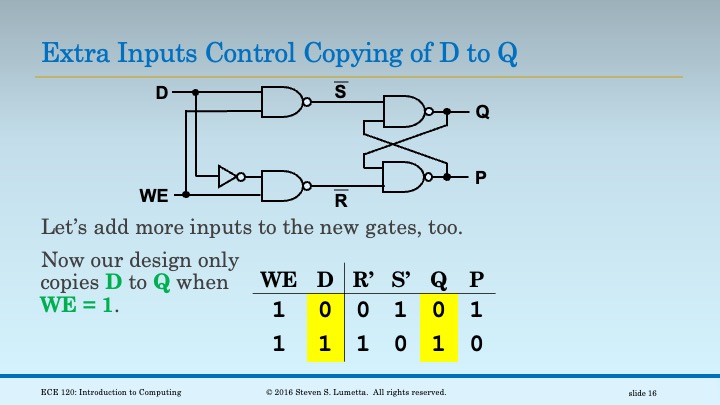 Extra Inputs Control Copying of D to Q
D
S̅
Q
WE
R̅
P
Let’s add more inputs to the new gates, too.
Now our design only
copies D to Q when
WE = 1.
WE D R’ S’ Q P
1 0 0 1 0 1
1 1 1 0 1 0
ECE 120: Introduction to Computing © 2016 Steven S. Lumetta. All rights reserved. slide 16